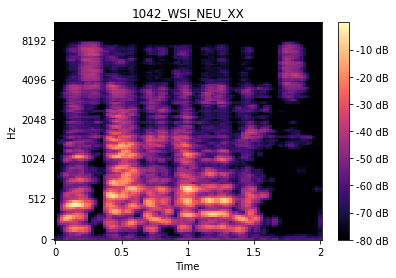 1042_WSI_NEU_XX
8192
4096
2048
1024
512
0
Hz
0
0.5
1
1.5
2
Time
-10 dB
-20 dB
-30 dB
-40 dB
-50 dB
-60 dB
-70 dB
-80 dB